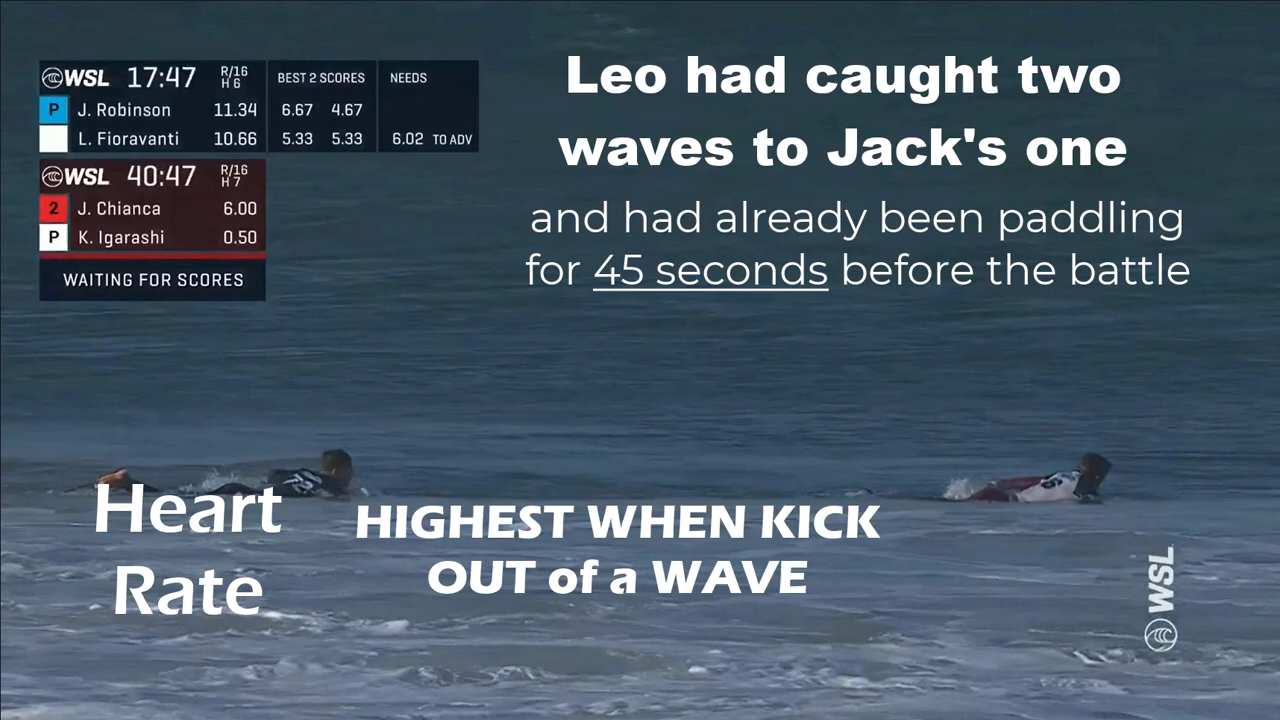 WSL 17:47 R/16 H 6 BEST 2 SCORES NEEDS
P J. Robinson 11.34 6.67 4.67
L. Fioravanti 10.66 5.33 5.33 6.02 TO ADV
WSL 40:47 R/16 H 7
2 J. Chianca 6.00
P K. Igarashi 0.50
WAITING FOR SCORES
Leo had caught two
waves to Jack's one
and had already been paddling
for 45 seconds before the battle
Heart
Rate
HIGHEST WHEN KICK
OUT of a WAVE
WSL